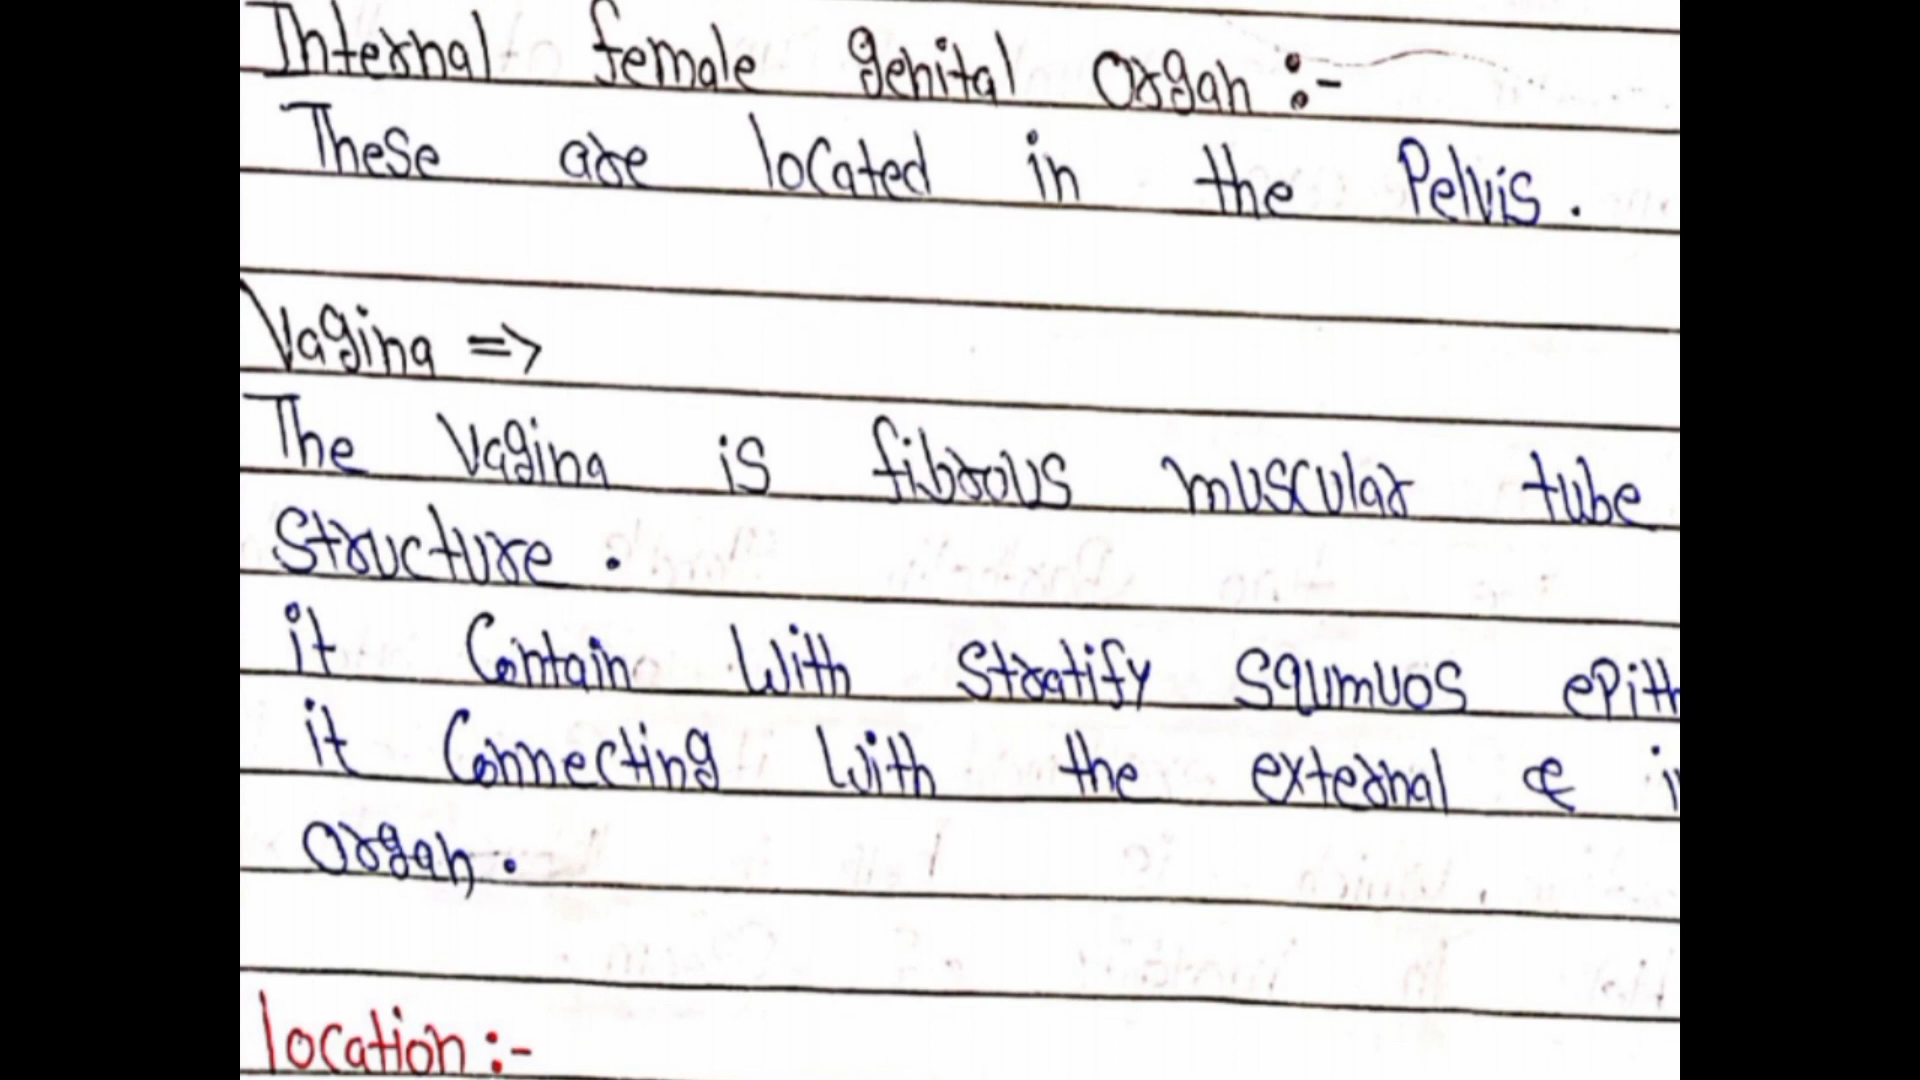 Internal female genital organ :-
These are located in the Pelvis .
Vagina =>
The Vagina is fibrous muscular tube
Structure .
it Contain With Stratify Squmuos epith
it Connecting With the external & i
organ .
location :-